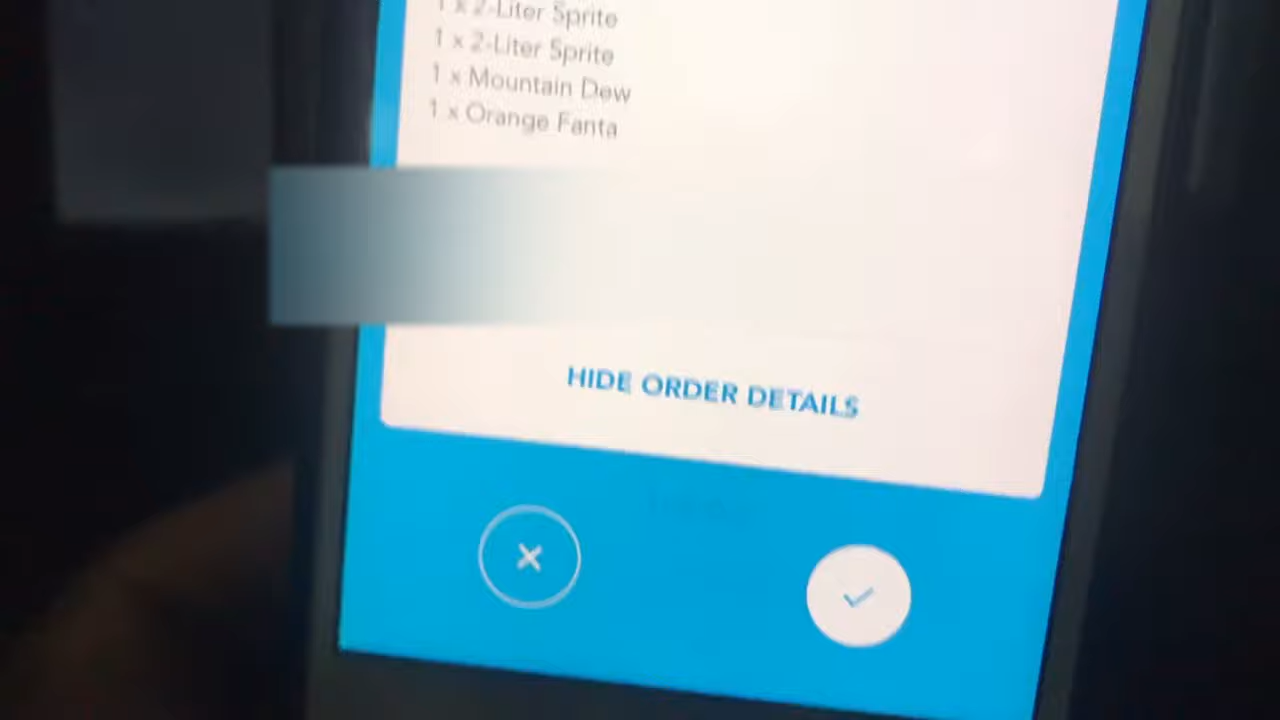 1 x 2-Liter Sprite
1 x 2-Liter Sprite
1 x Mountain Dew
1 x Orange Fanta
HIDE ORDER DETAILS